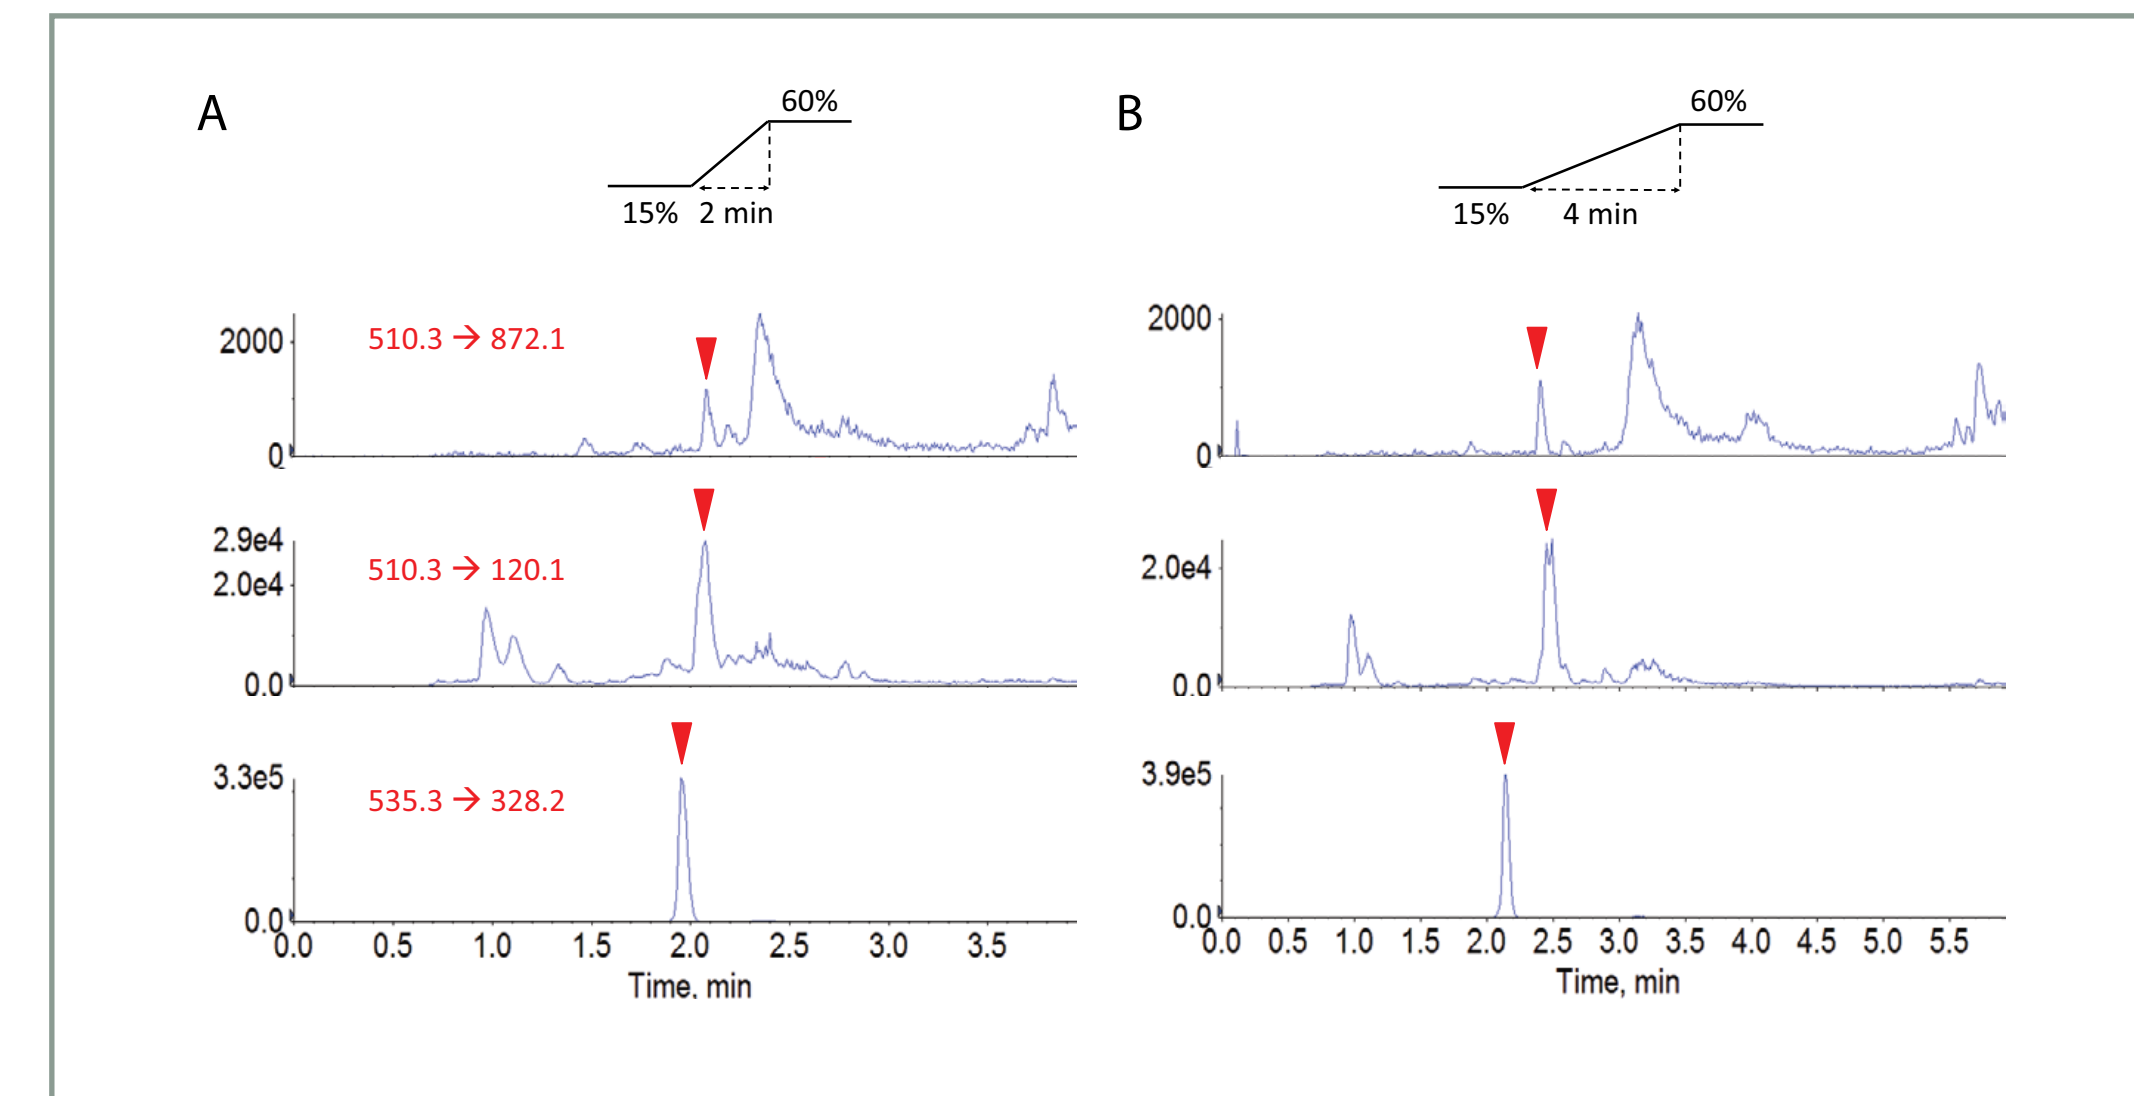 A
60%
15% 2 min
2000
510.3 → 872.1
0
2.9e4
2.0e4
510.3 → 120.1
0.0
3.3e5
535.3 → 328.2
0.0
0.0 0.5 1.0 1.5 2.0 2.5 3.0 3.5
Time, min
B
60%
15% 4 min
2000
0
2.0e4
0.0
3.9e5
0.0
0.0 0.5 1.0 1.5 2.0 2.5 3.0 3.5 4.0 4.5 5.0 5.5
Time, min